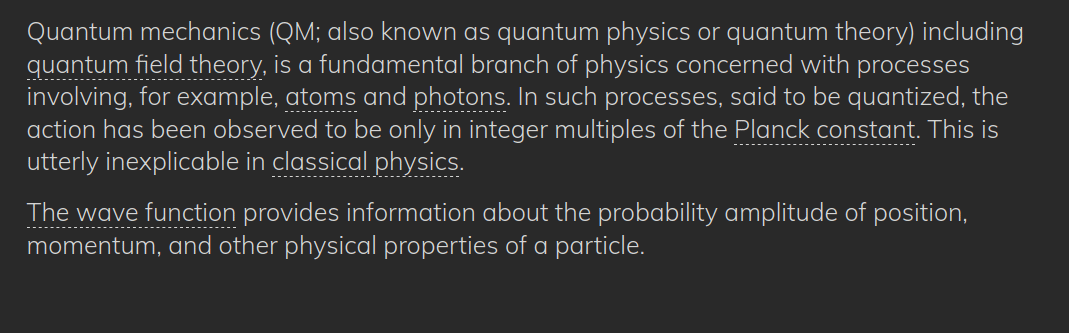 Quantum mechanics (QM; also known as quantum physics or quantum theory) including
quantum field theory, is a fundamental branch of physics concerned with processes
involving, for example, atoms and photons. In such processes, said to be quantized, the
action has been observed to be only in integer multiples of the Planck constant. This is
utterly inexplicable in classical physics.
The wave function provides information about the probability amplitude of position,
momentum, and other physical properties of a particle.